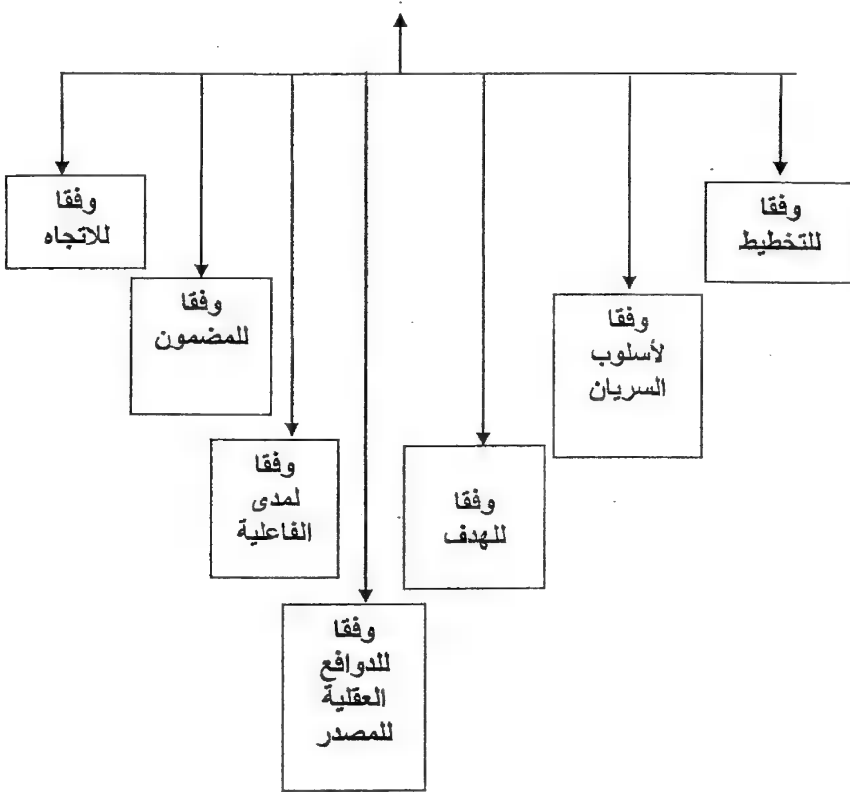 وفقا
للتخطيط
وفقا
لأسلوب
السريان
وفقا
للهدف
وفقا
للدوافع
العقلية
للمصدر
وفقا
لمدى
الفاعلية
وفقا
للمضمون
وفقا
للاتجاه